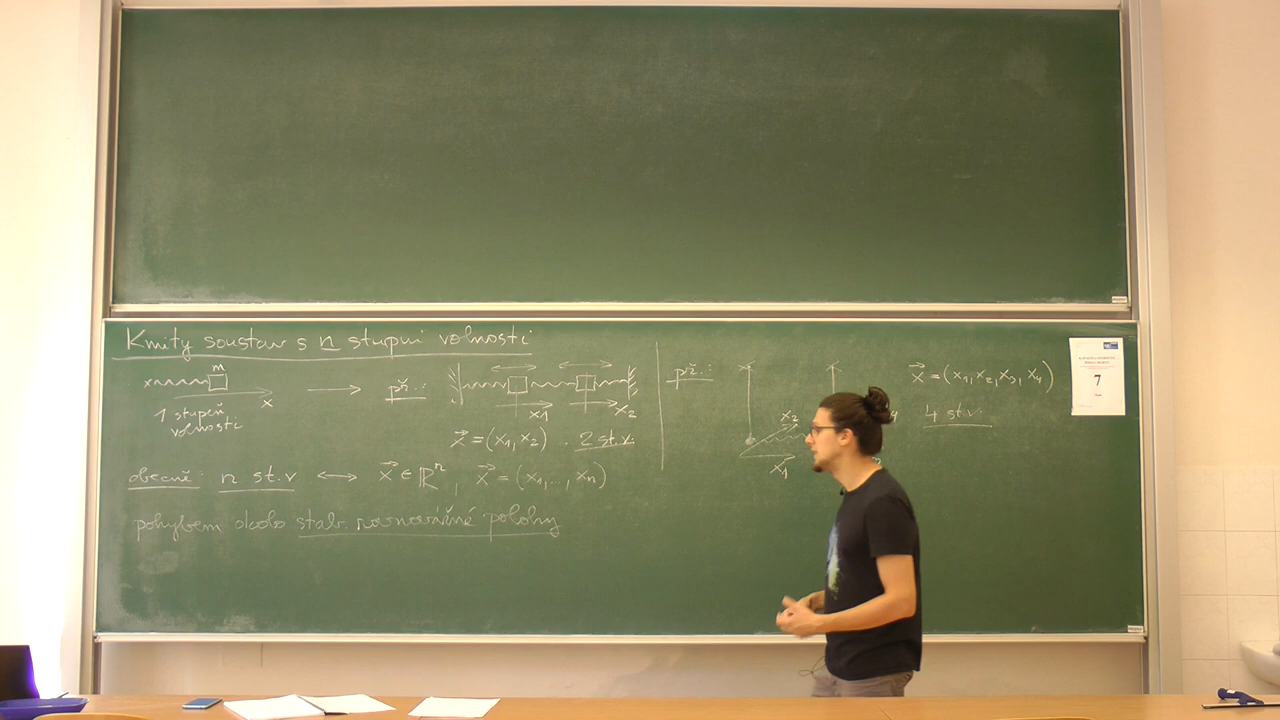 Kmity soustav s n stupni volnosti
m
x
1 stupeň
volnosti
př.:
x1
x2
x⃗ = (x1, x2) . 2 st. v.
obecně: n st. v ↔ x⃗ ∈ ℝⁿ, x⃗ = (x1, ..., xn)
pohybem okolo stab. rovnovážné polohy
př.:
x2
x1
x⃗ = (x1, x2, x3, x4)
4 st. v.
7